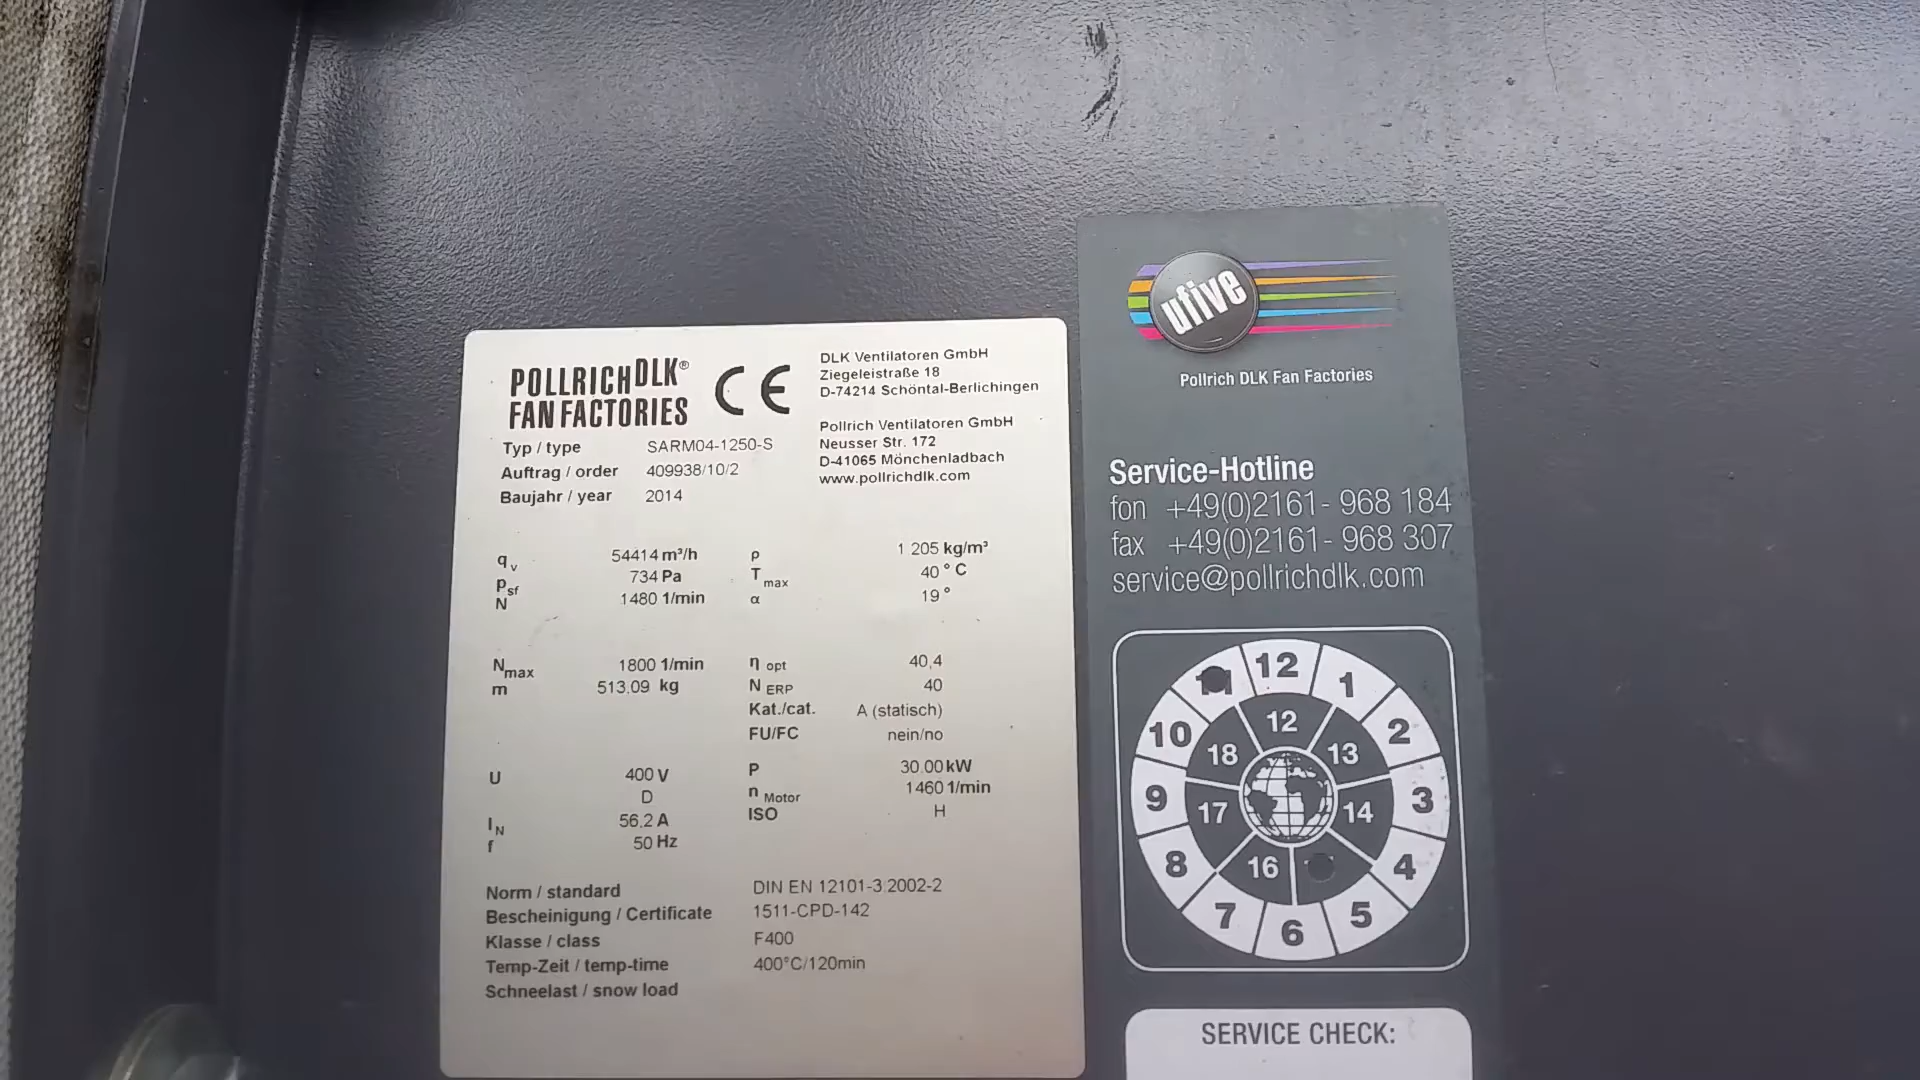 POLLRICHDLK®
FAN FACTORIES
CE
DLK Ventilatoren GmbH
Ziegeleistraße 18
D-74214 Schöntal-Berlichingen
Pollrich Ventilatoren GmbH
Neusser Str. 172
D-41065 Mönchenladbach
www.pollrichdlk.com
Typ / type SARM04-1250-S
Auftrag / order 409938/10/2
Baujahr / year 2014
qv 54414 m³/h ρ 1.205 kg/m³
Psf 734 Pa Tmax 40 °C
N 1480 1/min α 19 °
Nmax 1800 1/min η opt 40,4
m 513.09 kg N ERP 40
Kat./cat. A (statisch)
FU/FC nein/no
U 400 V P 30.00 kW
D n Motor 1460 1/min
IN 56.2 A ISO H
f 50 Hz
Norm / standard DIN EN 12101-3:2002-2
Bescheinigung / Certificate 1511-CPD-142
Klasse / class F400
Temp-Zeit / temp-time 400°C/120min
Schneelast / snow load
ufive
Pollrich DLK Fan Factories
Service-Hotline
fon +49(0)2161- 968 184
fax +49(0)2161- 968 307
service@pollrichdlk.com
12 1 2 3 4 5 6 7 8 9 10
12 13 14 16 17 18
SERVICE CHECK: